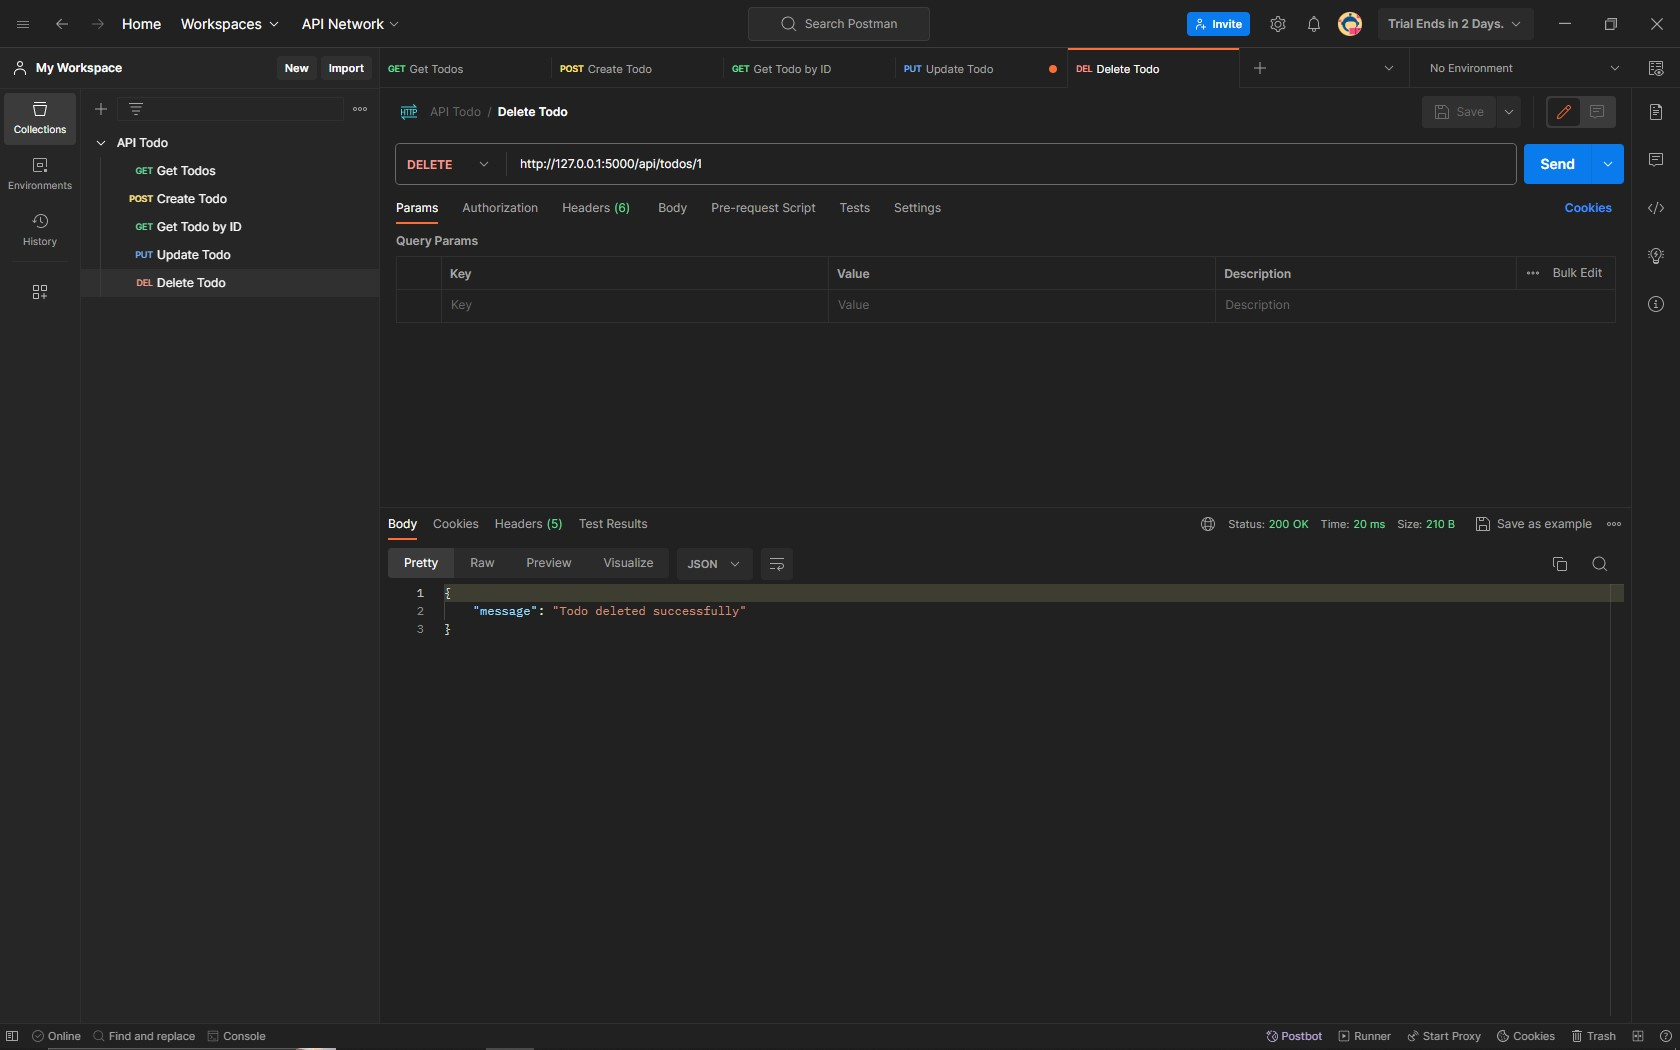 Home Workspaces API Network Search Postman Invite Trial Ends in 2 Days.
My Workspace New Import
GET Get Todos POST Create Todo GET Get Todo by ID PUT Update Todo DEL Delete Todo No Environment
Collections
Environments
History
API Todo
GET Get Todos
POST Create Todo
GET Get Todo by ID
PUT Update Todo
DEL Delete Todo
HTTP API Todo / Delete Todo Save
DELETE http://127.0.0.1:5000/api/todos/1 Send
Params Authorization Headers (6) Body Pre-request Script Tests Settings Cookies
Query Params
Key Value Description Bulk Edit
Key Value Description
Body Cookies Headers (5) Test Results Status: 200 OK Time: 20 ms Size: 210 B Save as example
Pretty Raw Preview Visualize JSON
1 {
2 "message": "Todo deleted successfully"
3 }
Online Find and replace Console Postbot Runner Start Proxy Cookies Trash